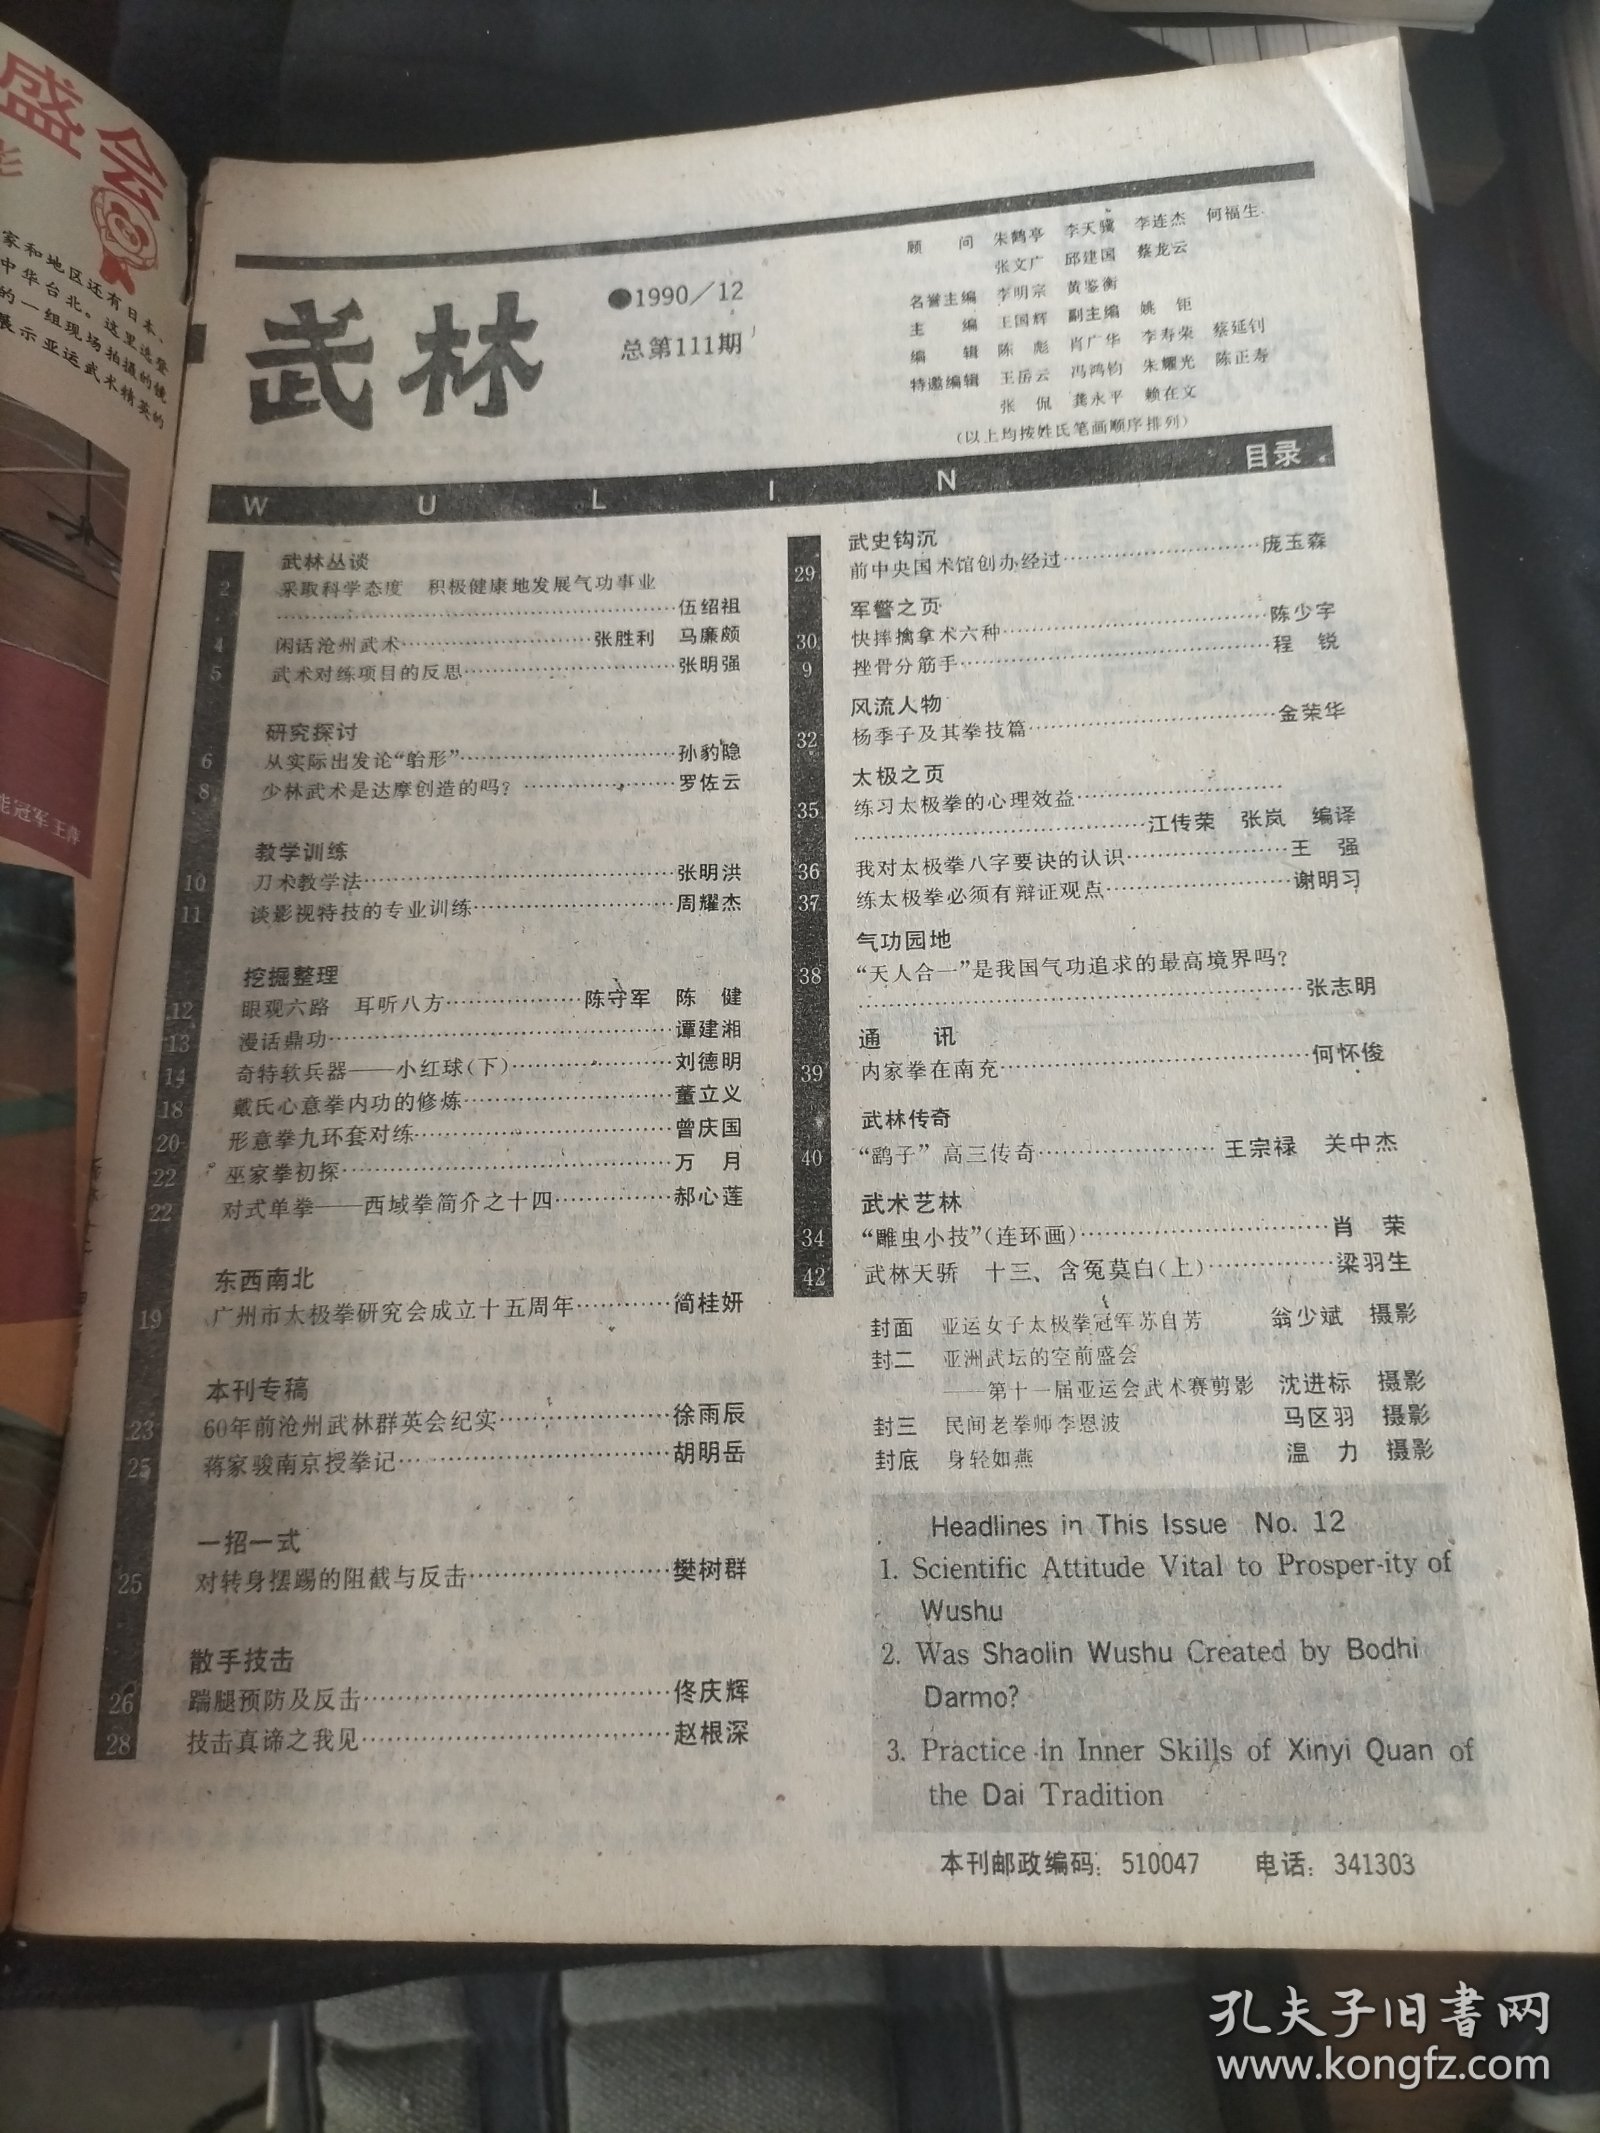 盛会
家和地区还有日本、
中华台北。这里选登
的一组现场拍摄的镜
展示亚运武术精英的
能冠军王萍
武林
●1990/12
总第111期
顾 问 朱鹤亭 李天骥 李连杰 何福生
张文广 邱建国 蔡龙云
名誉主编 李明宗 黄鉴衡
主 编 王国辉 副主编 姚 钜
编 辑 陈 彪 肖广华 李寿荣 蔡延钊
特邀编辑 王岳云 冯鸿钧 朱耀光 陈正寿
张 侃 龚永平 赖在文
(以上均按姓氏笔画顺序排列)
W U L I N 目录
武林丛谈
2 采取科学态度 积极健康地发展气功事业
……伍绍祖
4 闲话沧州武术……张胜利 马廉颇
5 武术对练项目的反思……张明强
研究探讨
6 从实际出发论“鲐形”……孙豹隐
8 少林武术是达摩创造的吗?……罗佐云
教学训练
10 刀术教学法……张明洪
11 谈影视特技的专业训练……周耀杰
挖掘整理
12 眼观六路 耳听八方……陈守军 陈 健
13 漫话鼎功……谭建湘
14 奇特软兵器——小红球(下)……刘德明
18 戴氏心意拳内功的修炼……董立义
20 形意拳九环套对练……曾庆国
22 巫家拳初探……万 月
22 对式单拳——西域拳简介之十四……郝心莲
东西南北
19 广州市太极拳研究会成立十五周年……简桂妍
本刊专稿
23 60年前沧州武林群英会纪实……徐雨辰
25 蒋家骏南京授拳记……胡明岳
一招一式
25 对转身摆踢的阻截与反击……樊树群
散手技击
26 踹腿预防及反击……佟庆辉
28 技击真谛之我见……赵根深
武史钩沉
29 前中央国术馆创办经过……庞玉森
军警之页
30 快摔擒拿术六种……陈少宇
9 挫骨分筋手……程 锐
风流人物
32 杨季子及其拳技篇……金荣华
太极之页
35 练习太极拳的心理效益……
……江传荣 张岚 编译
36 我对太极拳八字要诀的认识……王 强
37 练太极拳必须有辩证观点……谢明习
气功园地
38 “天人合一”是我国气功追求的最高境界吗?
……张志明
通 讯
39 内家拳在南充……何怀俊
武林传奇
40 “鹞子”高三传奇……王宗禄 关中杰
武术艺林
34 “雕虫小技”(连环画)……肖 荣
42 武林天骄 十三、含冤莫白(上)……梁羽生
封面 亚运女子太极拳冠军苏自芳 翁少斌 摄影
封二 亚洲武坛的空前盛会
——第十一届亚运会武术赛剪影 沈进标 摄影
封三 民间老拳师李恩波 马区羽 摄影
封底 身轻如燕 温 力 摄影
Headlines in This Issue No. 12
1. Scientific Attitude Vital to Prosper-ity of
Wushu
2. Was Shaolin Wushu Created by Bodhi
Darmo?
3. Practice in Inner Skills of Xinyi Quan of
the Dai Tradition
本刊邮政编码: 510047 电话: 341303
孔夫子旧书网
www.kongfz.com